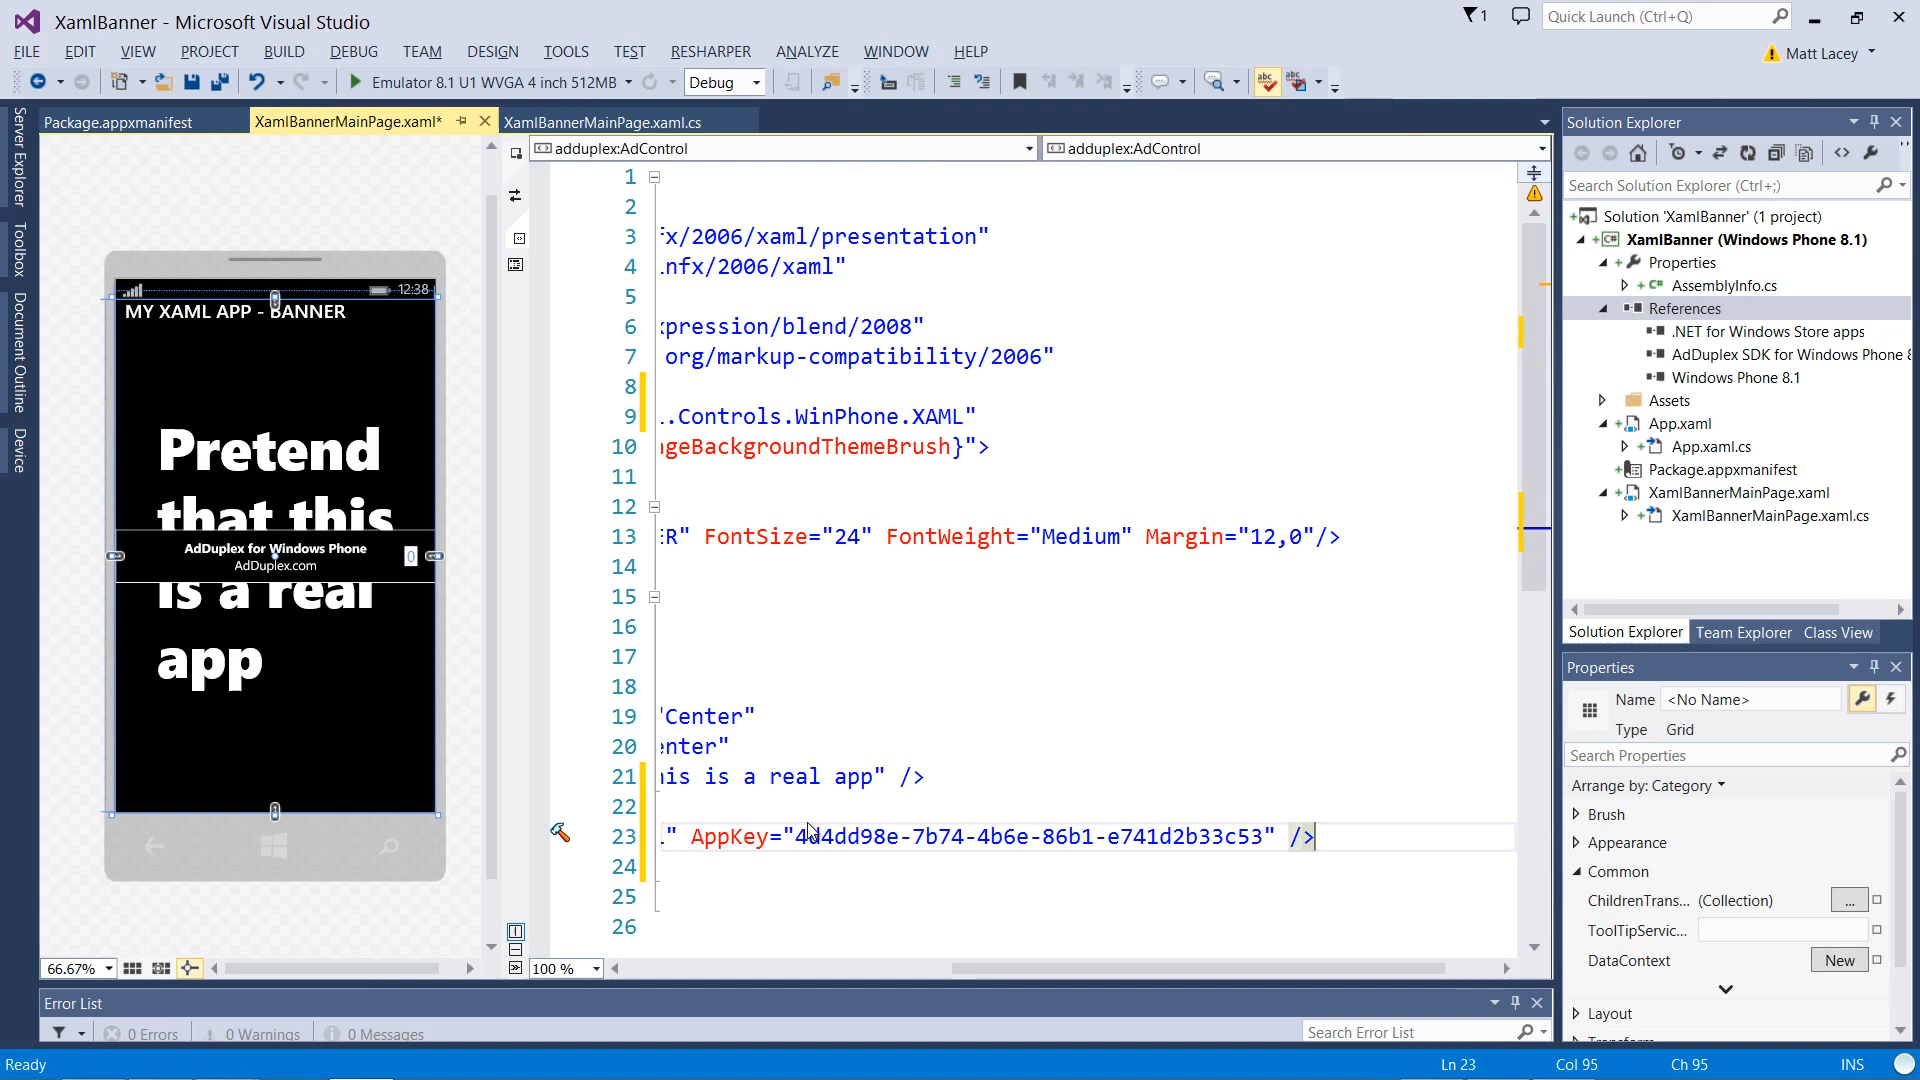 XamlBanner - Microsoft Visual Studio
1
Quick Launch (Ctrl+Q)
FILE EDIT VIEW PROJECT BUILD DEBUG TEAM DESIGN TOOLS TEST RESHARPER ANALYZE WINDOW HELP
Matt Lacey
Emulator 8.1 U1 WVGA 4 inch 512MB
Debug
abc
abc
Server Explorer
Toolbox
Document Outline
Device
Package.appxmanifest
XamlBannerMainPage.xaml*
XamlBannerMainPage.xaml.cs
adduplex:AdControl
adduplex:AdControl
12:38
MY XAML APP - BANNER
Pretend
that this
AdDuplex for Windows Phone
AdDuplex.com
0
is a real
app
1
2
3 fx/2006/xaml/presentation"
4 nfx/2006/xaml"
5
6 xpression/blend/2008"
7 org/markup-compatibility/2006"
8
9 .Controls.WinPhone.XAML"
10 ageBackgroundThemeBrush}">
11
12
13 ER" FontSize="24" FontWeight="Medium" Margin="12,0"/>
14
15
16
17
18
19 "Center"
20 enter"
21 his is a real app" />
22
23 " AppKey="4d4dd98e-7b74-4b6e-86b1-e741d2b33c53" />
24
25
26
66.67%
100 %
Solution Explorer
Search Solution Explorer (Ctrl+;)
Solution 'XamlBanner' (1 project)
XamlBanner (Windows Phone 8.1)
Properties
AssemblyInfo.cs
References
.NET for Windows Store apps
AdDuplex SDK for Windows Phone 8
Windows Phone 8.1
Assets
App.xaml
App.xaml.cs
Package.appxmanifest
XamlBannerMainPage.xaml
XamlBannerMainPage.xaml.cs
Solution Explorer Team Explorer Class View
Properties
Name <No Name>
Type Grid
Search Properties
Arrange by: Category
Brush
Appearance
Common
ChildrenTrans... (Collection) ...
ToolTipServic...
DataContext New
Layout
Error List
0 Errors 0 Warnings 0 Messages
Search Error List
Ready
Ln 23 Col 95 Ch 95 INS